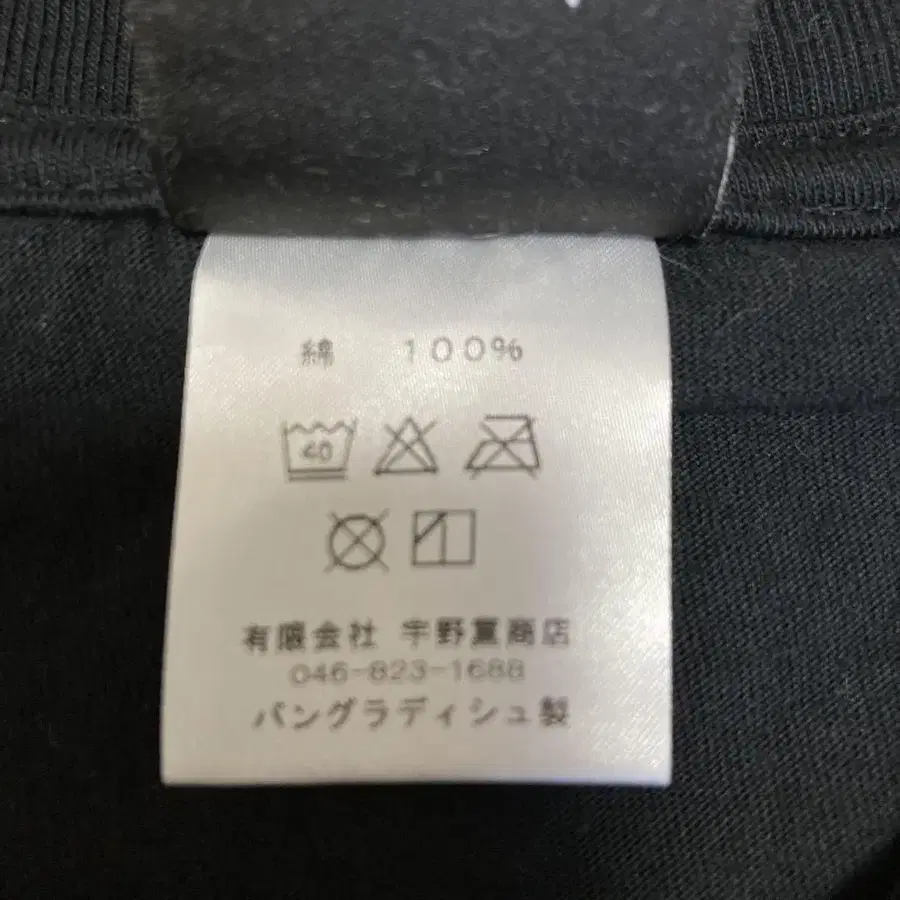 綿 100%
40
有限会社 宇野薫商店
046-823-1688
バングラディシュ製